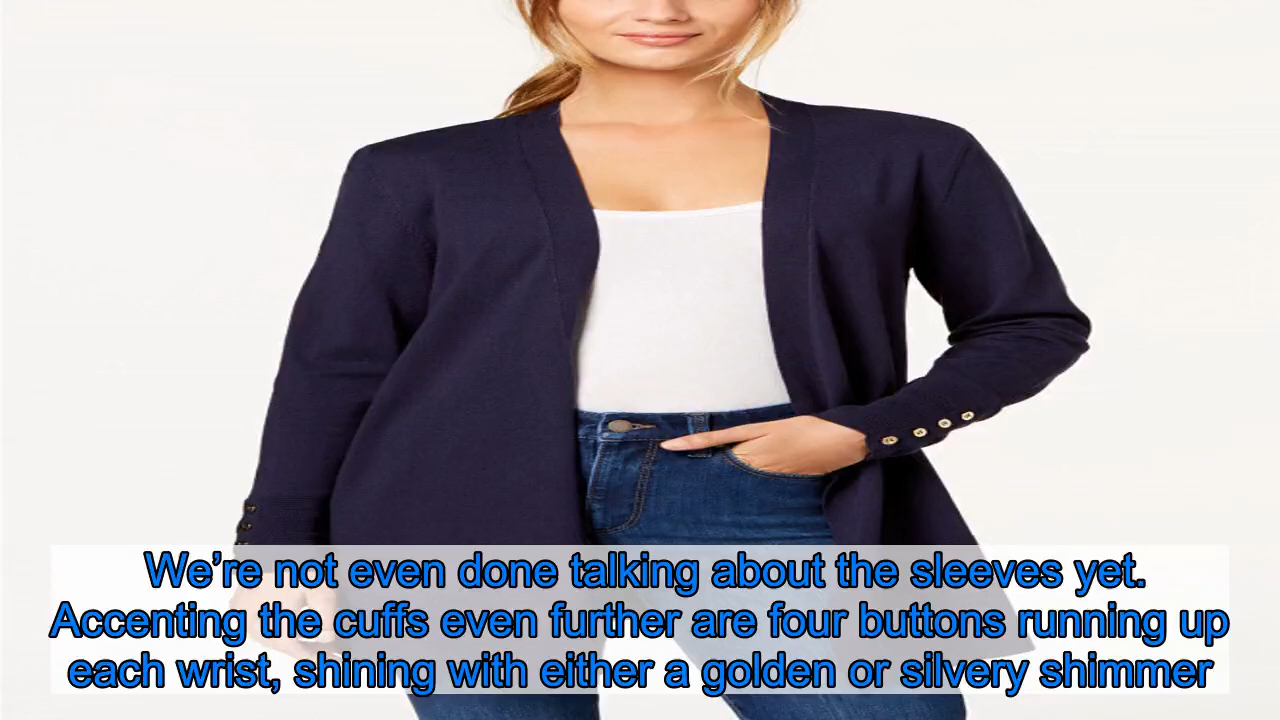 We’re not even done talking about the sleeves yet.
Accenting the cuffs even further are four buttons running up
each wrist, shining with either a golden or silvery shimmer